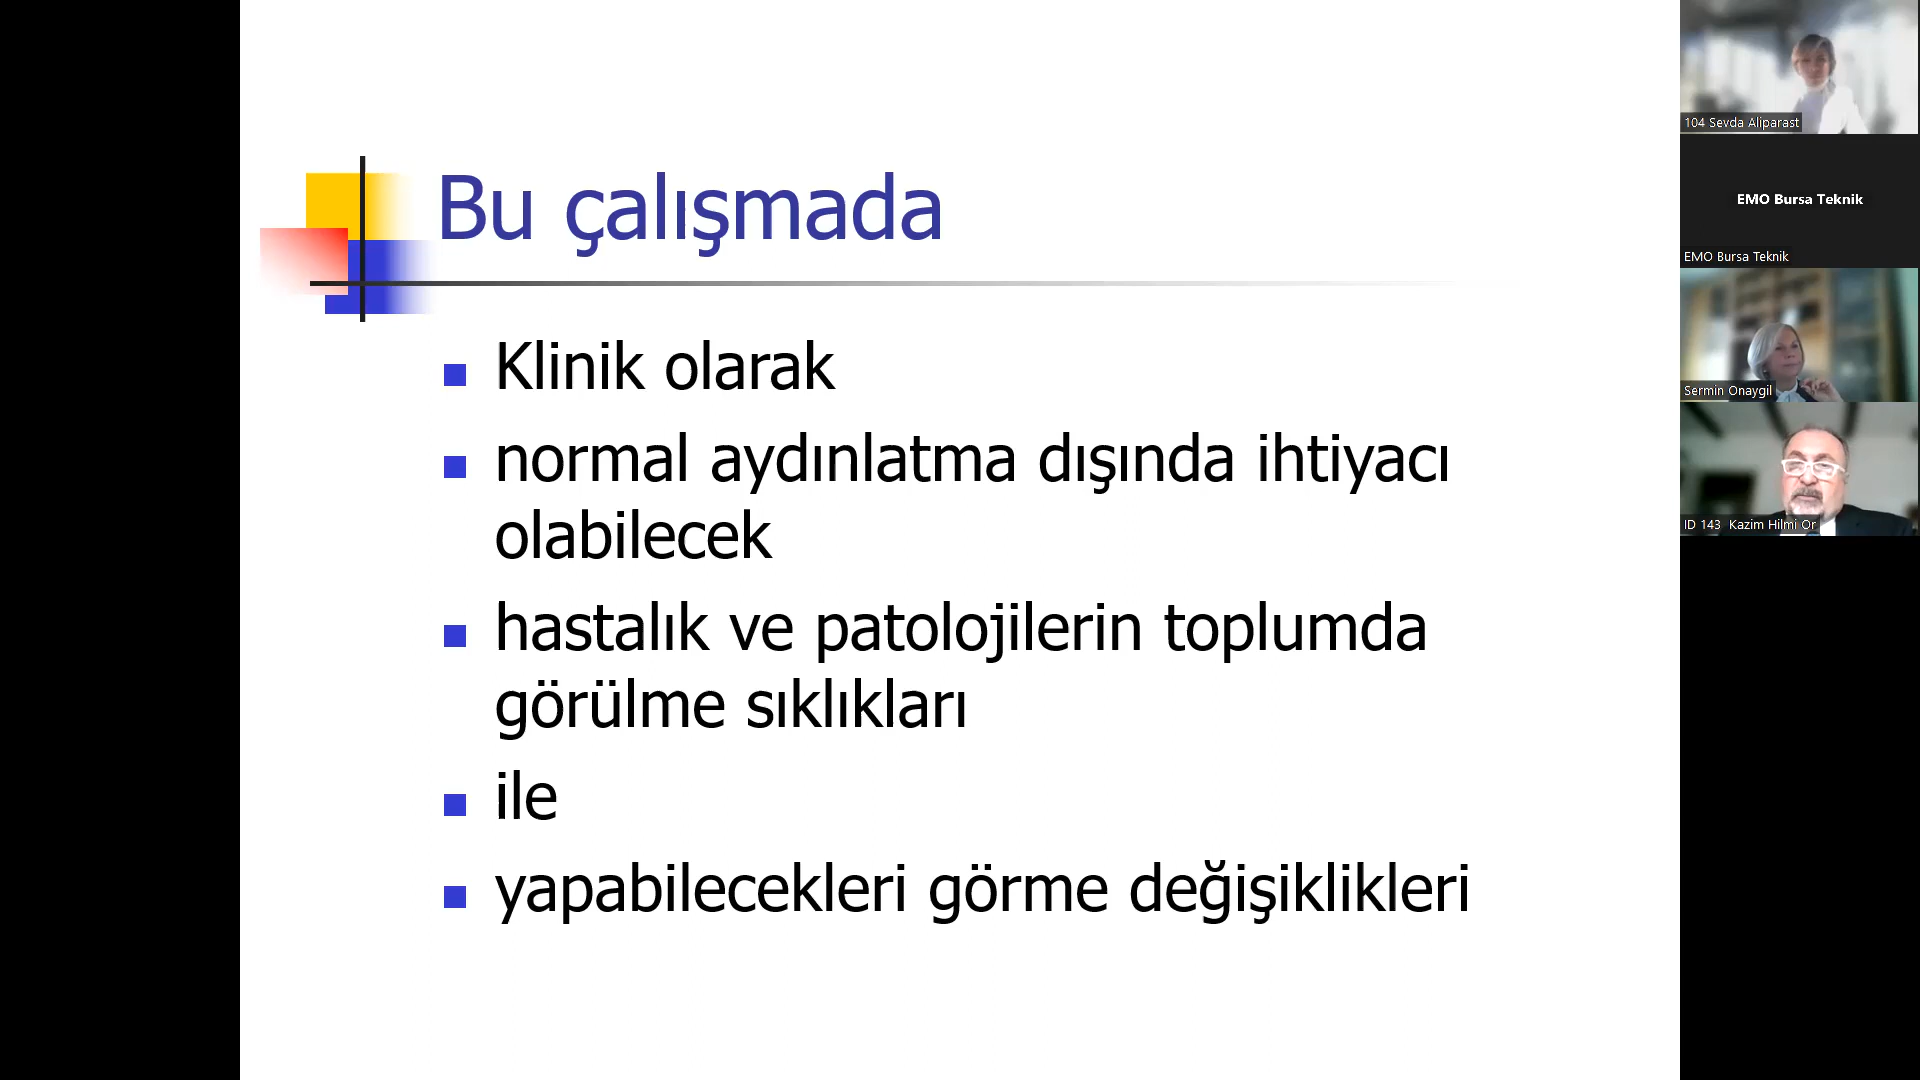 Bu çalışmada
Klinik olarak
normal aydınlatma dışında ihtiyacı
olabilecek
hastalık ve patolojilerin toplumda
görülme sıklıkları
ile
yapabilecekleri görme değişiklikleri
104 Sevda Aliparast
EMO Bursa Teknik
EMO Bursa Teknik
Sermin Onaygil
ID 143 Kazim Hilmi Or